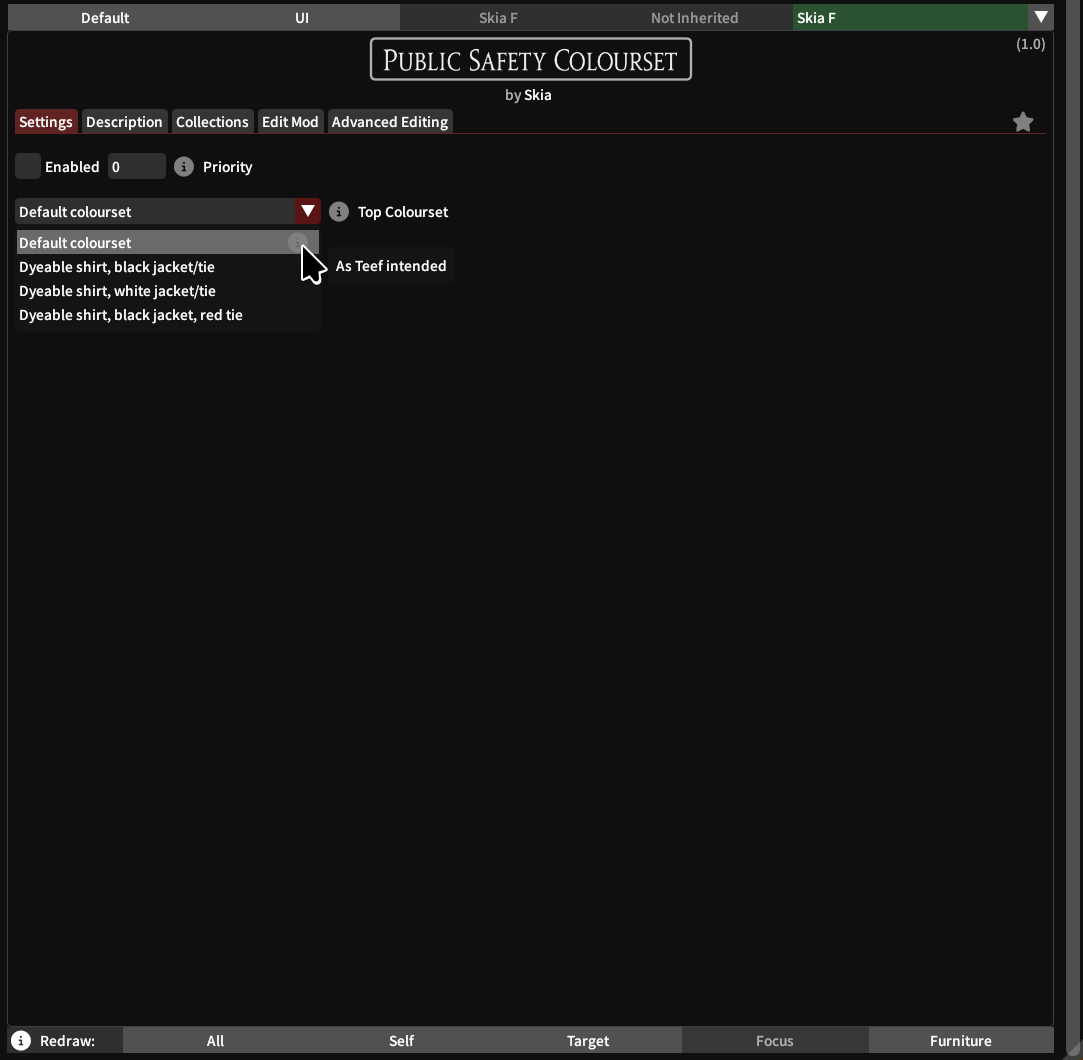 Default UI Skia F Not Inherited Skia F
(1.0)
Public Safety Colourset
by Skia
Settings Description Collections Edit Mod Advanced Editing
Enabled 0 Priority
Default colourset Top Colourset
Default colourset
As Teef intended
Dyeable shirt, black jacket/tie
Dyeable shirt, white jacket/tie
Dyeable shirt, black jacket, red tie
Redraw: All Self Target Focus Furniture